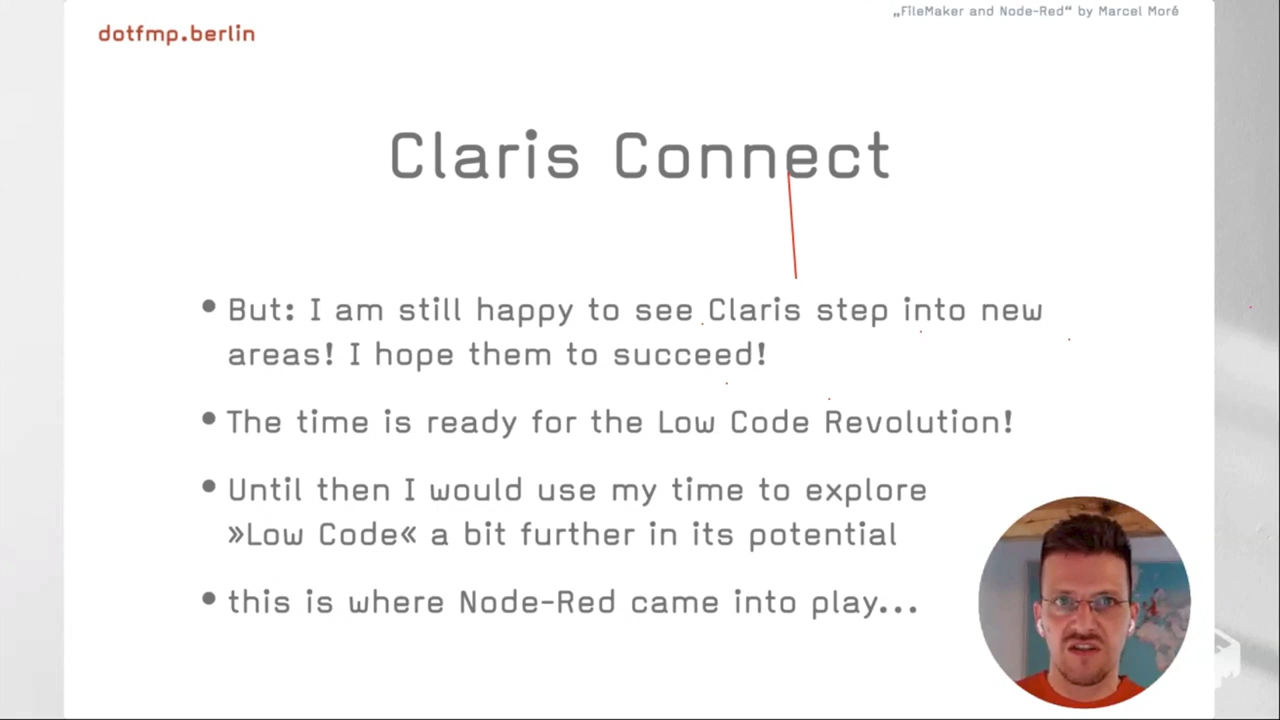 „FileMaker and Node-Red“ by Marcel Moré
dotfmp.berlin
Claris Connect
• But: I am still happy to see Claris step into new
areas! I hope them to succeed!
• The time is ready for the Low Code Revolution!
• Until then I would use my time to explore
»Low Code« a bit further in its potential
• this is where Node-Red came into play...